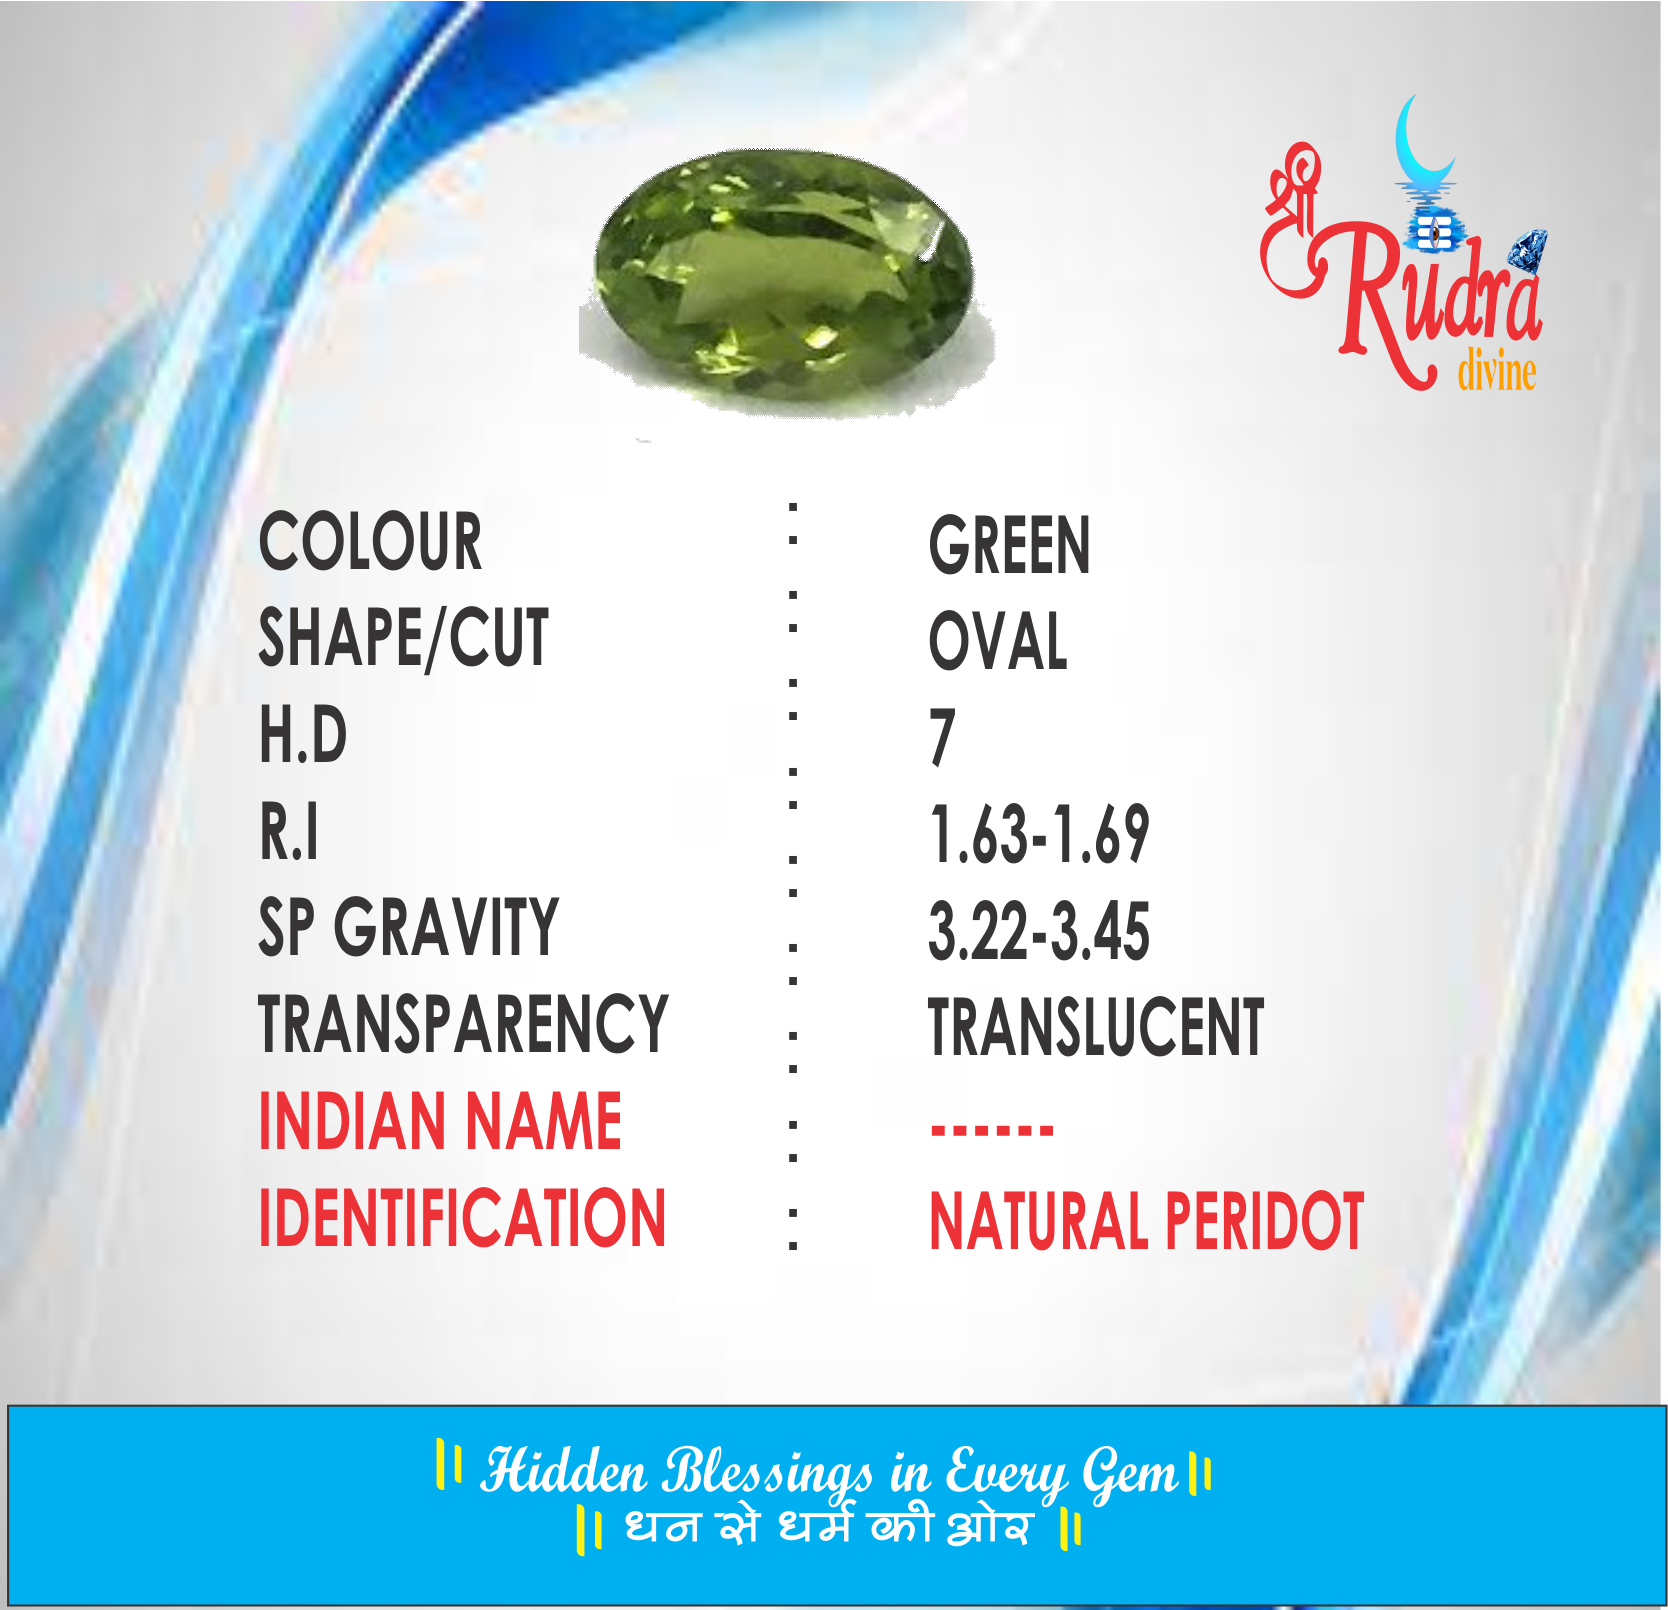 श्री
Rudra
divine
COLOUR : GREEN
SHAPE/CUT : OVAL
H.D : 7
R.I : 1.63-1.69
SP GRAVITY : 3.22-3.45
TRANSPARENCY : TRANSLUCENT
INDIAN NAME : ------
IDENTIFICATION : NATURAL PERIDOT
|| Hidden Blessings in Every Gem ||
|| धन से धर्म की ओर ||